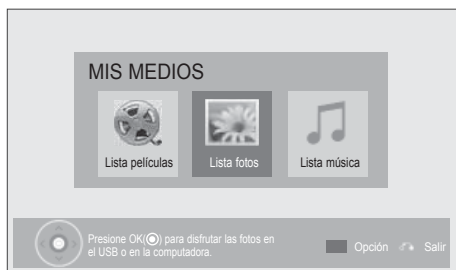 MIS MEDIOS
Lista películas
Lista fotos
Lista música
Presione OK(◉) para disfrutar las fotos en
el USB o en la computadora.
Opción
Salir